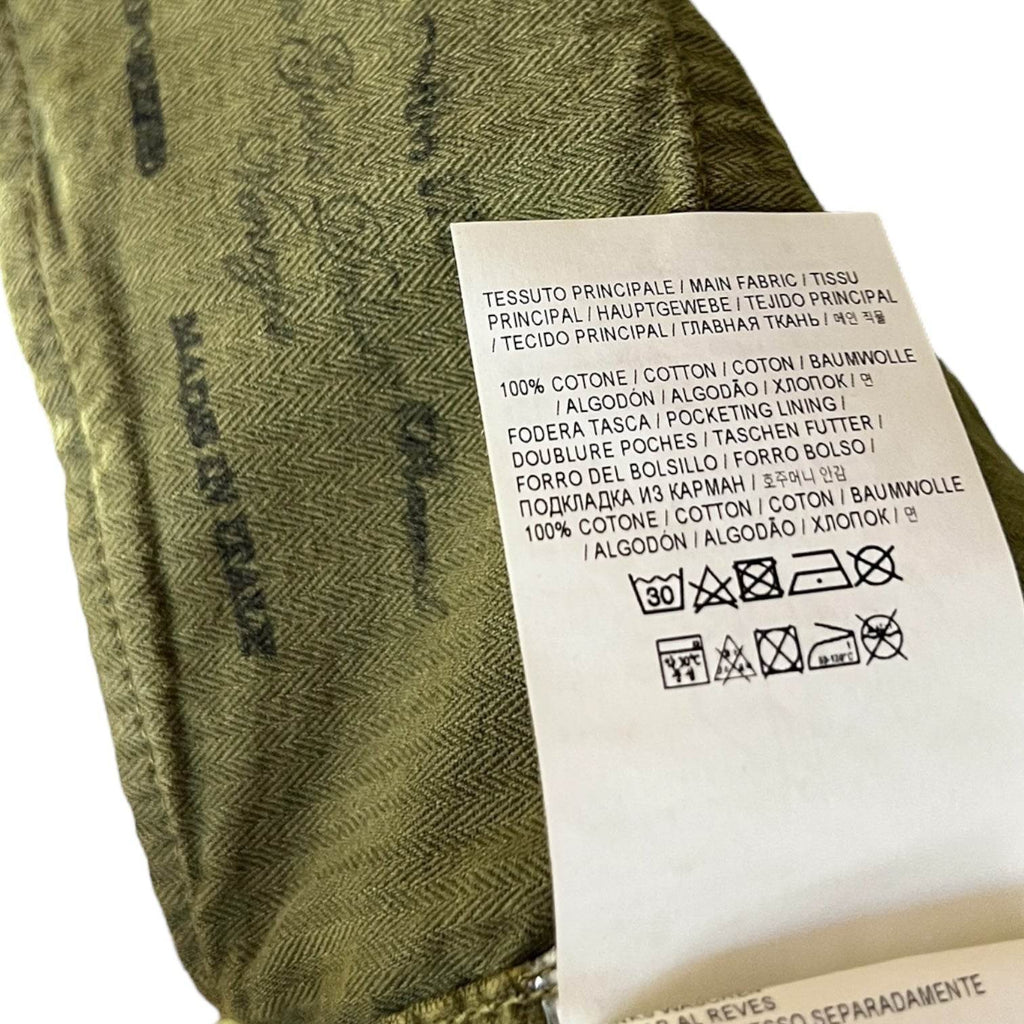 MADE IN ITALY
TESSUTO PRINCIPALE / MAIN FABRIC / TISSU
PRINCIPAL / HAUPTGEWEBE / TEJIDO PRINCIPAL
/ TECIDO PRINCIPAL / ГЛАВНАЯ ТКАНЬ / 메인 직물
100% COTONE / COTTON / COTON / BAUMWOLLE
/ ALGODÓN / ALGODÃO / ХЛОПОК / 면
FODERA TASCA / POCKETING LINING /
DOUBLURE POCHES / TASCHEN FUTTER /
FORRO DEL BOLSILLO / FORRO BOLSO /
ПОДКЛАДКА ИЗ КАРМАН / 호주머니 안감
100% COTONE / COTTON / COTON / BAUMWOLLE
/ ALGODÓN / ALGODÃO / ХЛОПОК / 면
30
AL REVES
SEPARADAMENTE